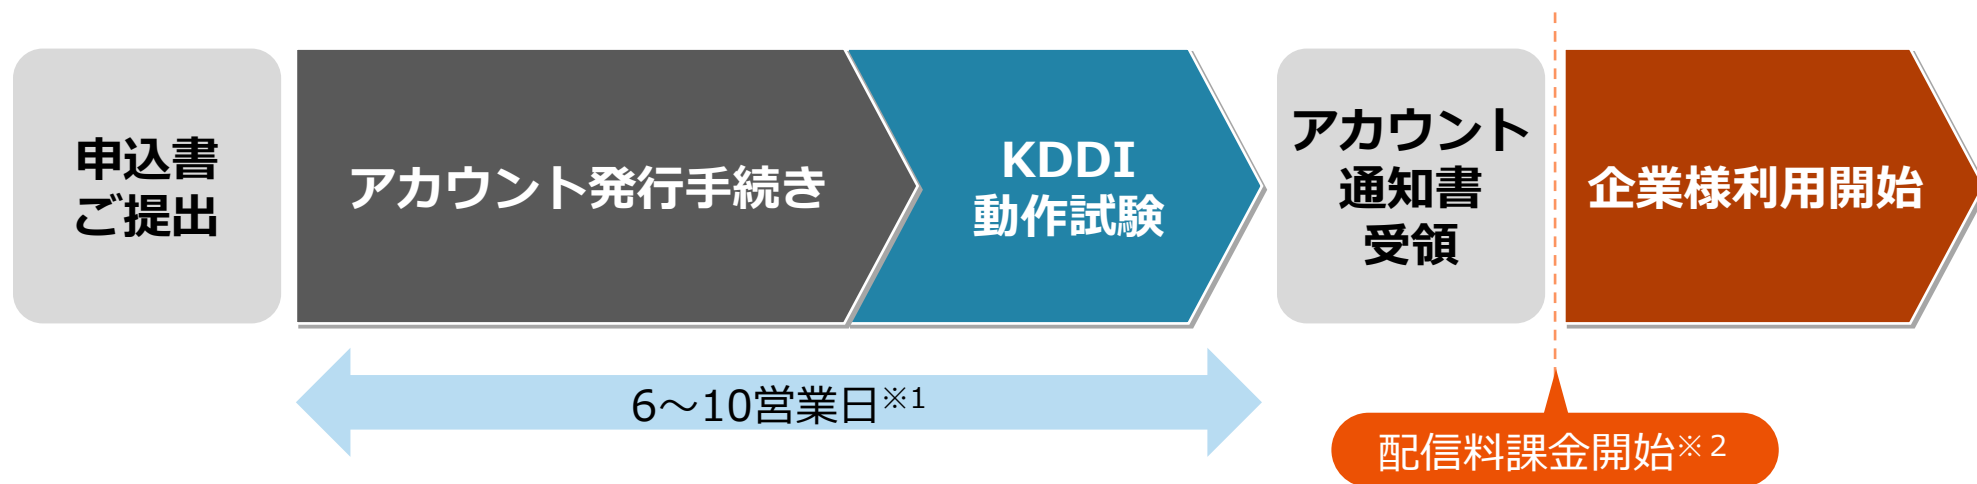 申込書
ご提出
アカウント発行手続き
KDDI
動作試験
アカウント
通知書
受領
企業様利用開始
6～10営業日※1
配信料課金開始※2